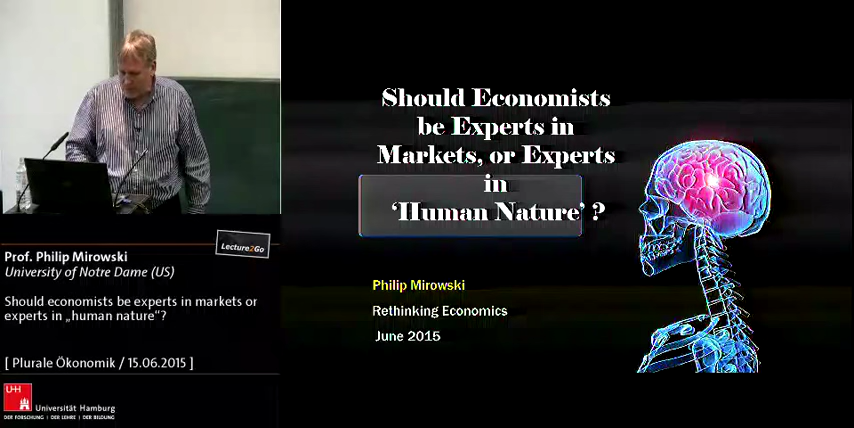 Lecture2Go
Prof. Philip Mirowski
University of Notre Dame (US)
Should economists be experts in markets or
experts in „human nature“?
[ Plurale Ökonomik / 15.06.2015 ]
UHH
Universität Hamburg
DER FORSCHUNG | DER LEHRE | DER BILDUNG
Should Economists
be Experts in
Markets, or Experts
in
‘Human Nature’ ?
Philip Mirowski
Rethinking Economics
June 2015